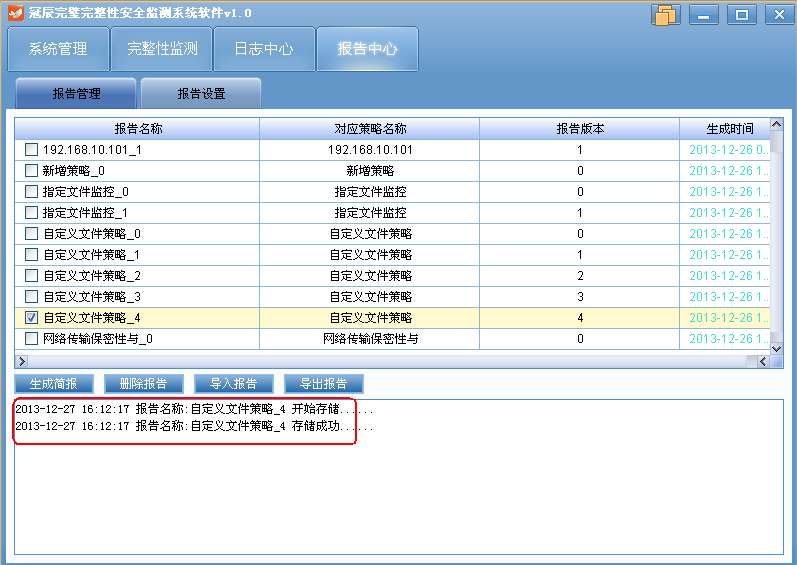 冠辰完璧完整性安全监测系统软件v1.0
系统管理 完整性监测 日志中心 报告中心
报告管理 报告设置
报告名称 对应策略名称 报告版本 生成时间
192.168.10.101_1 192.168.10.101 1 2013-12-26 0..
新增策略_0 新增策略 0 2013-12-26 1..
指定文件监控_0 指定文件监控 0 2013-12-26 1..
指定文件监控_1 指定文件监控 1 2013-12-26 1..
自定义文件策略_0 自定义文件策略 0 2013-12-26 1..
自定义文件策略_1 自定义文件策略 1 2013-12-26 1..
自定义文件策略_2 自定义文件策略 2 2013-12-26 1..
自定义文件策略_3 自定义文件策略 3 2013-12-26 1..
自定义文件策略_4 自定义文件策略 4 2013-12-26 1..
网络传输保密性与_0 网络传输保密性与 0 2013-12-26 1..
生成简报 删除报告 导入报告 导出报告
2013-12-27 16:12:17 报告名称:自定义文件策略_4 开始存储......
2013-12-27 16:12:17 报告名称:自定义文件策略_4 存储成功......